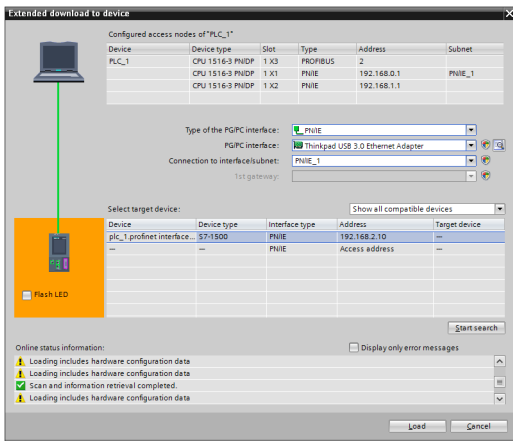 Extended download to device
Configured access nodes of "PLC_1"
Device Device type Slot Type Address Subnet
PLC_1 CPU 1516-3 PN/DP 1 X3 PROFIBUS 2
CPU 1516-3 PN/DP 1 X1 PN/IE 192.168.0.1 PN/IE_1
CPU 1516-3 PN/DP 1 X2 PN/IE 192.168.1.1
Type of the PG/PC interface: PN/IE
PG/PC interface: Thinkpad USB 3.0 Ethernet Adapter
Connection to interface/subnet: PN/IE_1
1st gateway:
Select target device: Show all compatible devices
Device Device type Interface type Address Target device
plc_1.profinet interface... S7-1500 PN/IE 192.168.2.10 —
— — PN/IE Access address —
Flash LED
Start search
Online status information: Display only error messages
Loading includes hardware configuration data
Loading includes hardware configuration data
Scan and information retrieval completed.
Loading includes hardware configuration data
Load Cancel